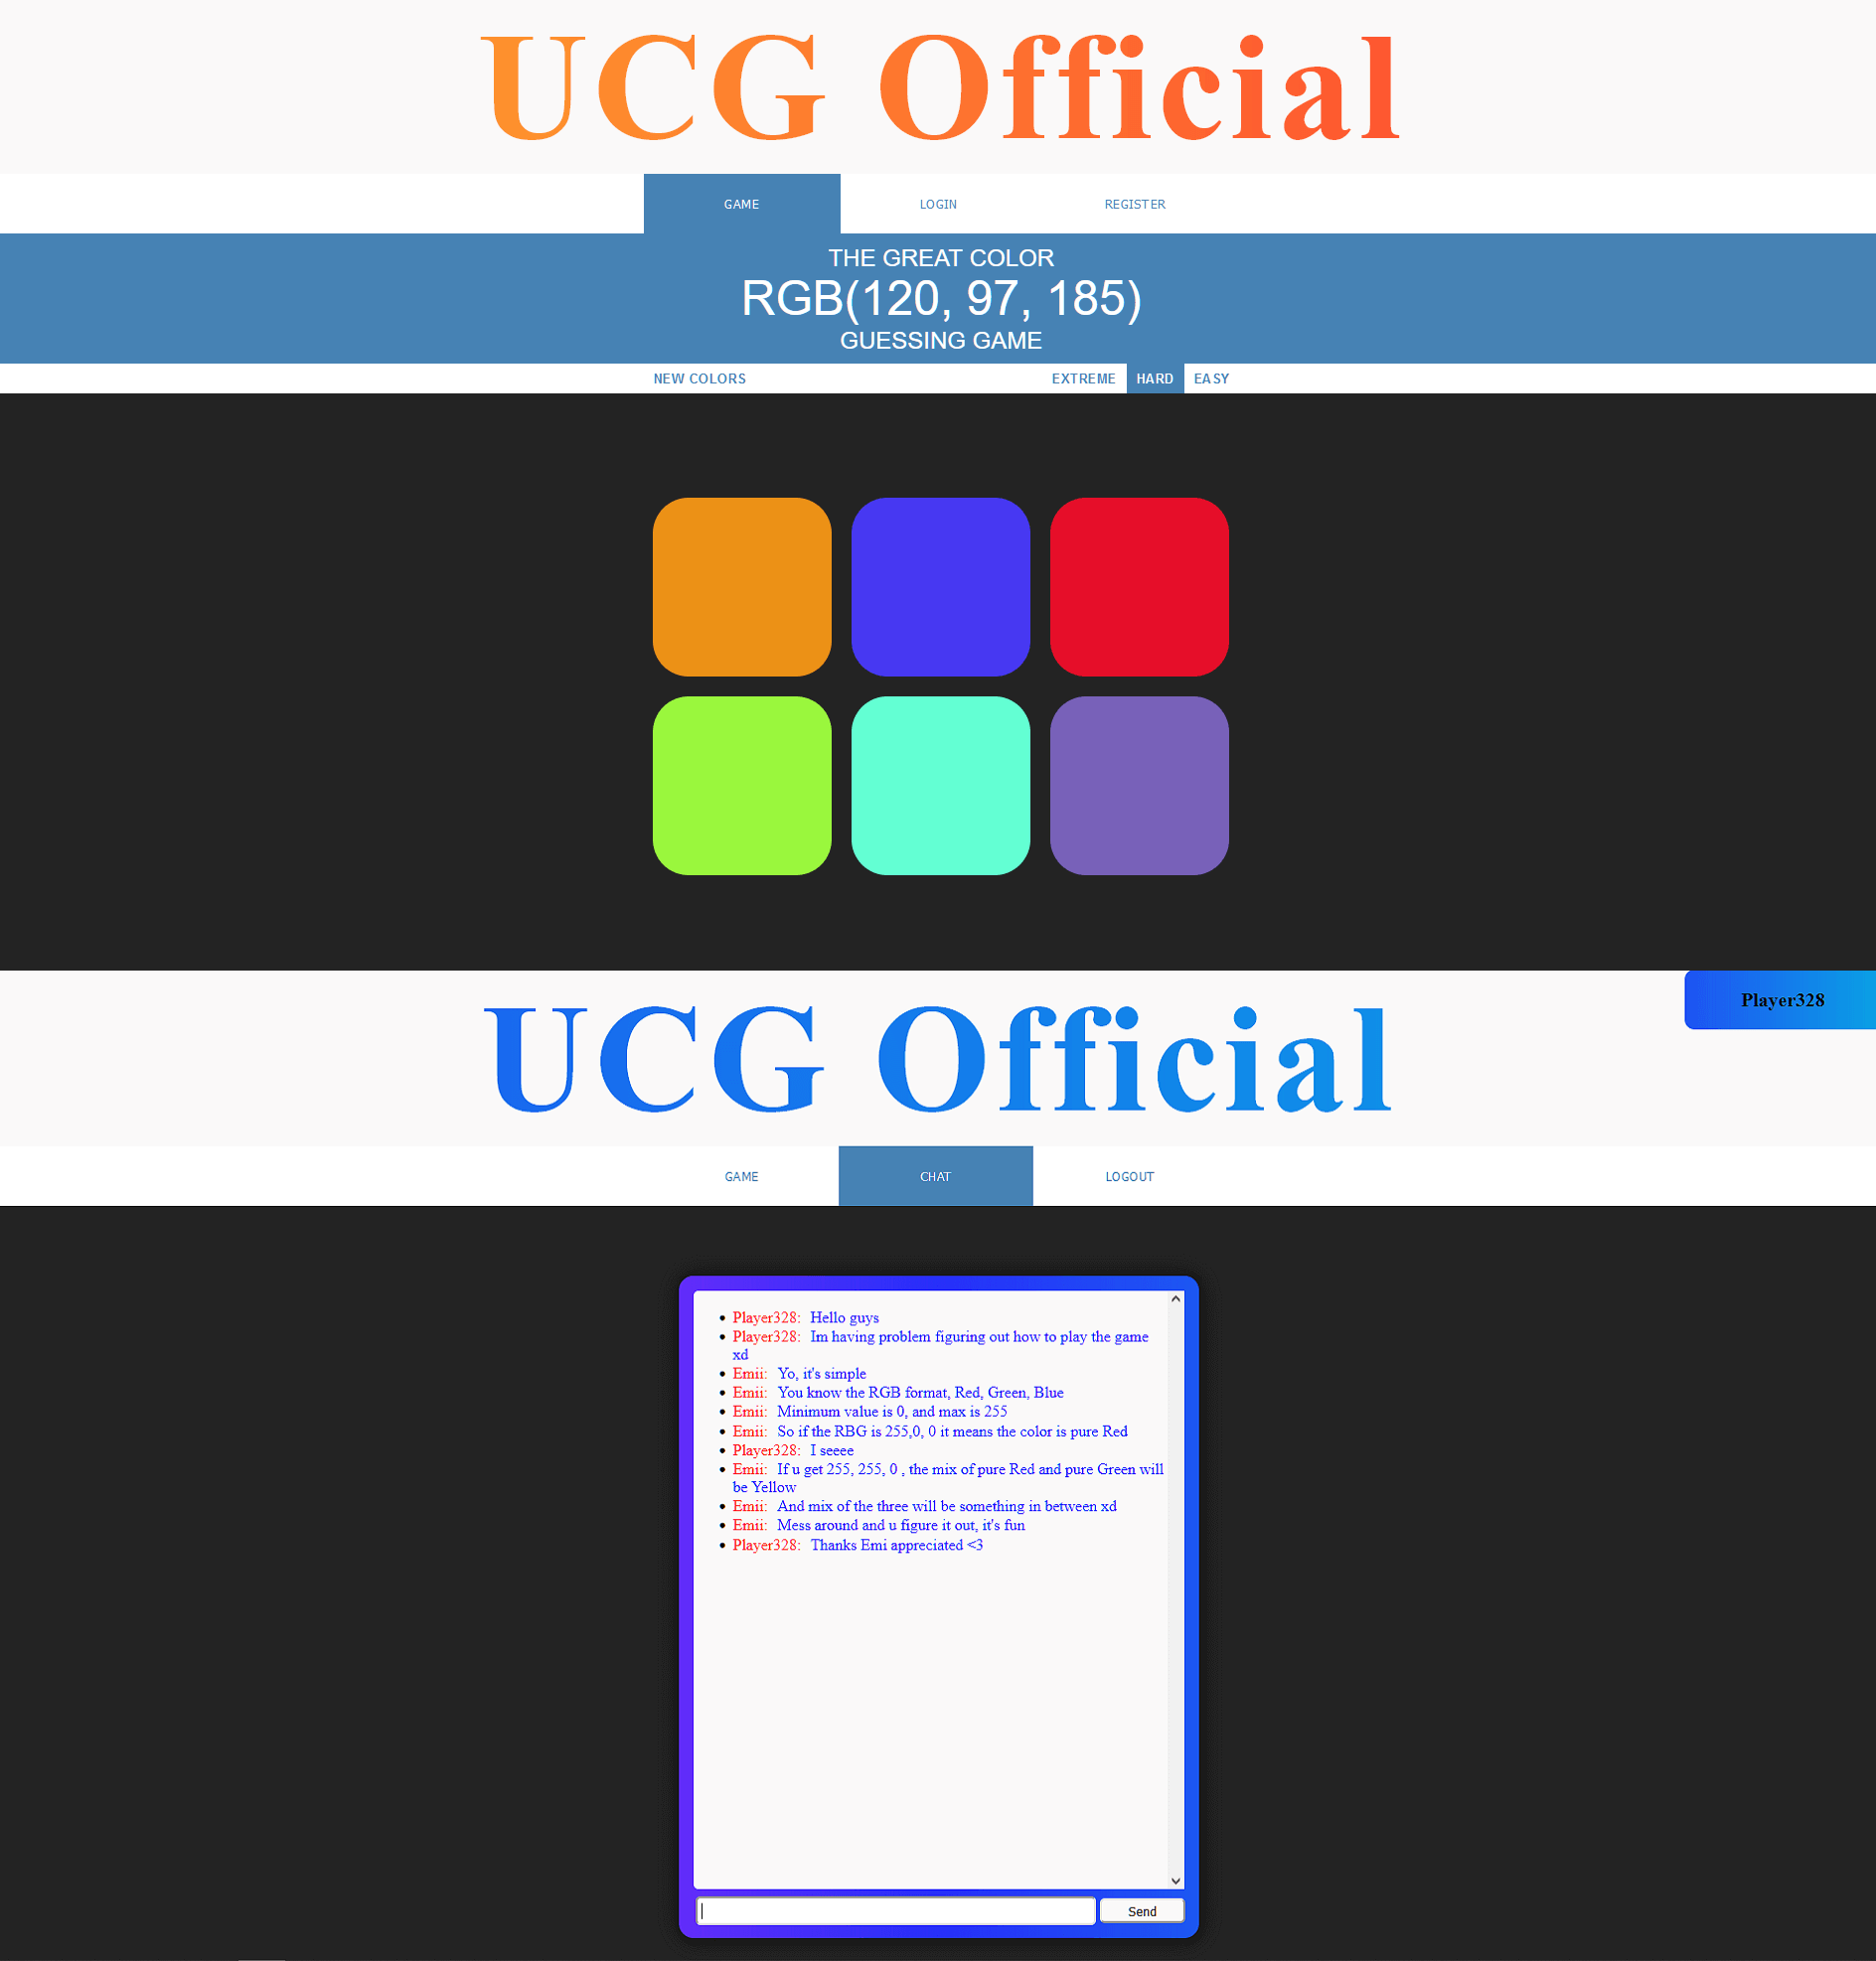 UCG Official
GAME LOGIN REGISTER
THE GREAT COLOR
RGB(120, 97, 185)
GUESSING GAME
NEW COLORS EXTREME HARD EASY
Player328
UCG Official
GAME CHAT LOGOUT
Player328: Hello guys
Player328: Im having problem figuring out how to play the game
xd
Emii: Yo, it's simple
Emii: You know the RGB format, Red, Green, Blue
Emii: Minimum value is 0, and max is 255
Emii: So if the RBG is 255,0, 0 it means the color is pure Red
Player328: I seeee
Emii: If u get 255, 255, 0 , the mix of pure Red and pure Green will
be Yellow
Emii: And mix of the three will be something in between xd
Emii: Mess around and u figure it out, it's fun
Player328: Thanks Emi appreciated <3
Send